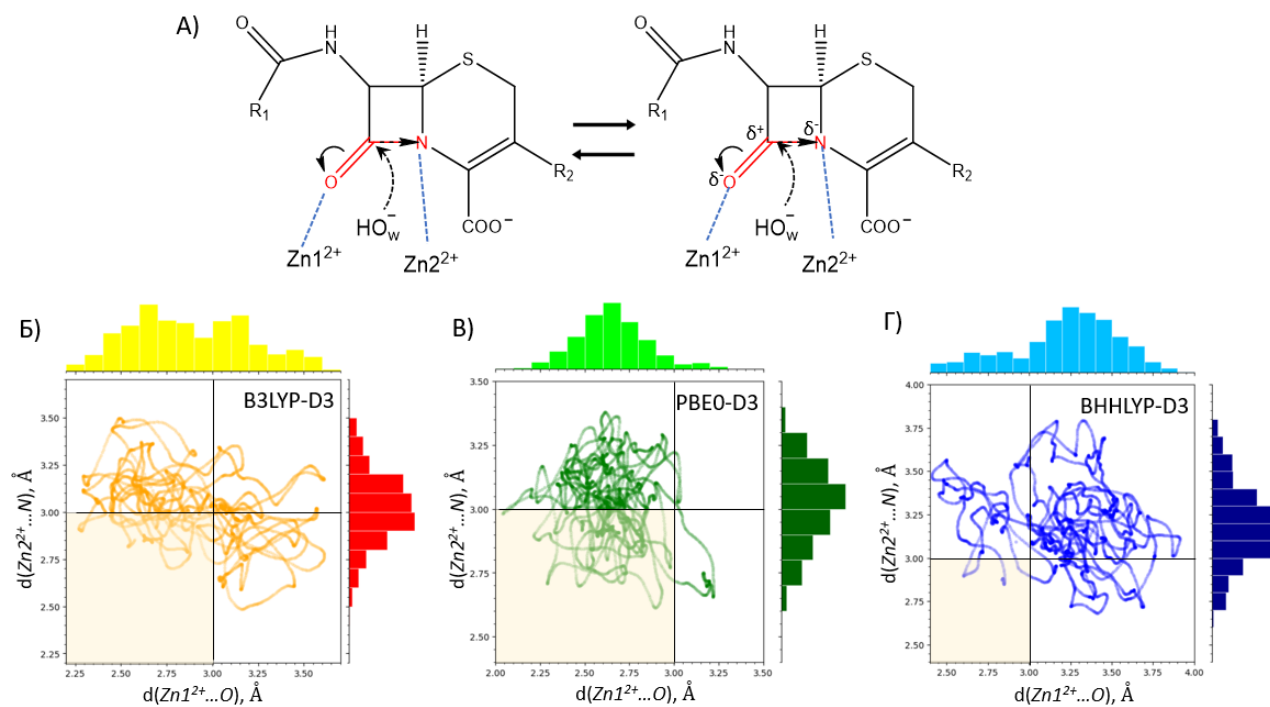 А)
O H N H S
R₁ O N R₂
HO⁻w COO⁻
Zn1²⁺ Zn2²⁺
O H N H S
R₁ δ⁺ δ⁻ N R₂
δ⁻ O
HO⁻w COO⁻
Zn1²⁺ Zn2²⁺
Б)
B3LYP-D3
3.50
3.25
3.00
2.75
2.50
2.25
d(Zn2²⁺...N), Å
2.25 2.50 2.75 3.00 3.25 3.50
d(Zn1²⁺...O), Å
В)
PBE0-D3
3.50
3.25
3.00
2.75
2.50
d(Zn2²⁺...N), Å
2.00 2.25 2.50 2.75 3.00 3.25 3.50
d(Zn1²⁺...O), Å
Г)
BHHLYP-D3
4.00
3.75
3.50
3.25
3.00
2.75
2.50
d(Zn2²⁺...N), Å
2.50 2.75 3.00 3.25 3.50 3.75 4.00
d(Zn1²⁺...O), Å